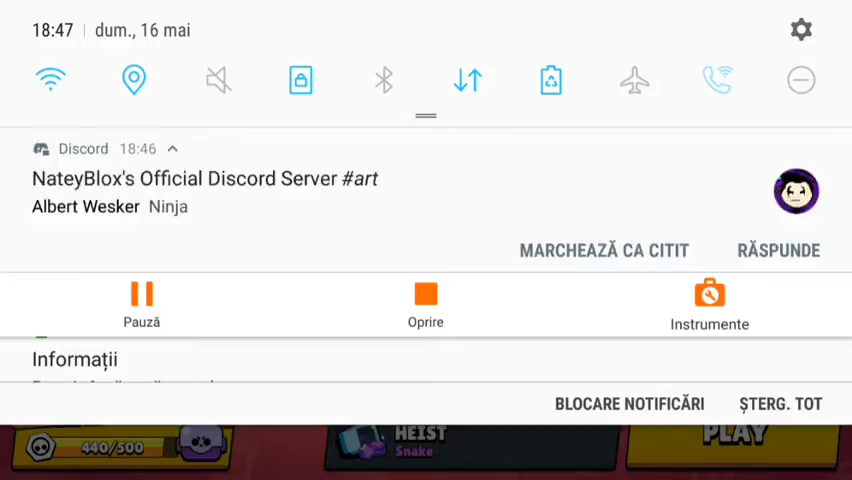 18:47 dum., 16 mai
Discord 18:46
NateyBlox's Official Discord Server #art
Albert Wesker Ninja
MARCHEAZĂ CA CITIT RĂSPUNDE
Pauză Oprire Instrumente
Informații
BLOCARE NOTIFICĂRI ȘTERG. TOT
440/500 HEIST PLAY
Snake